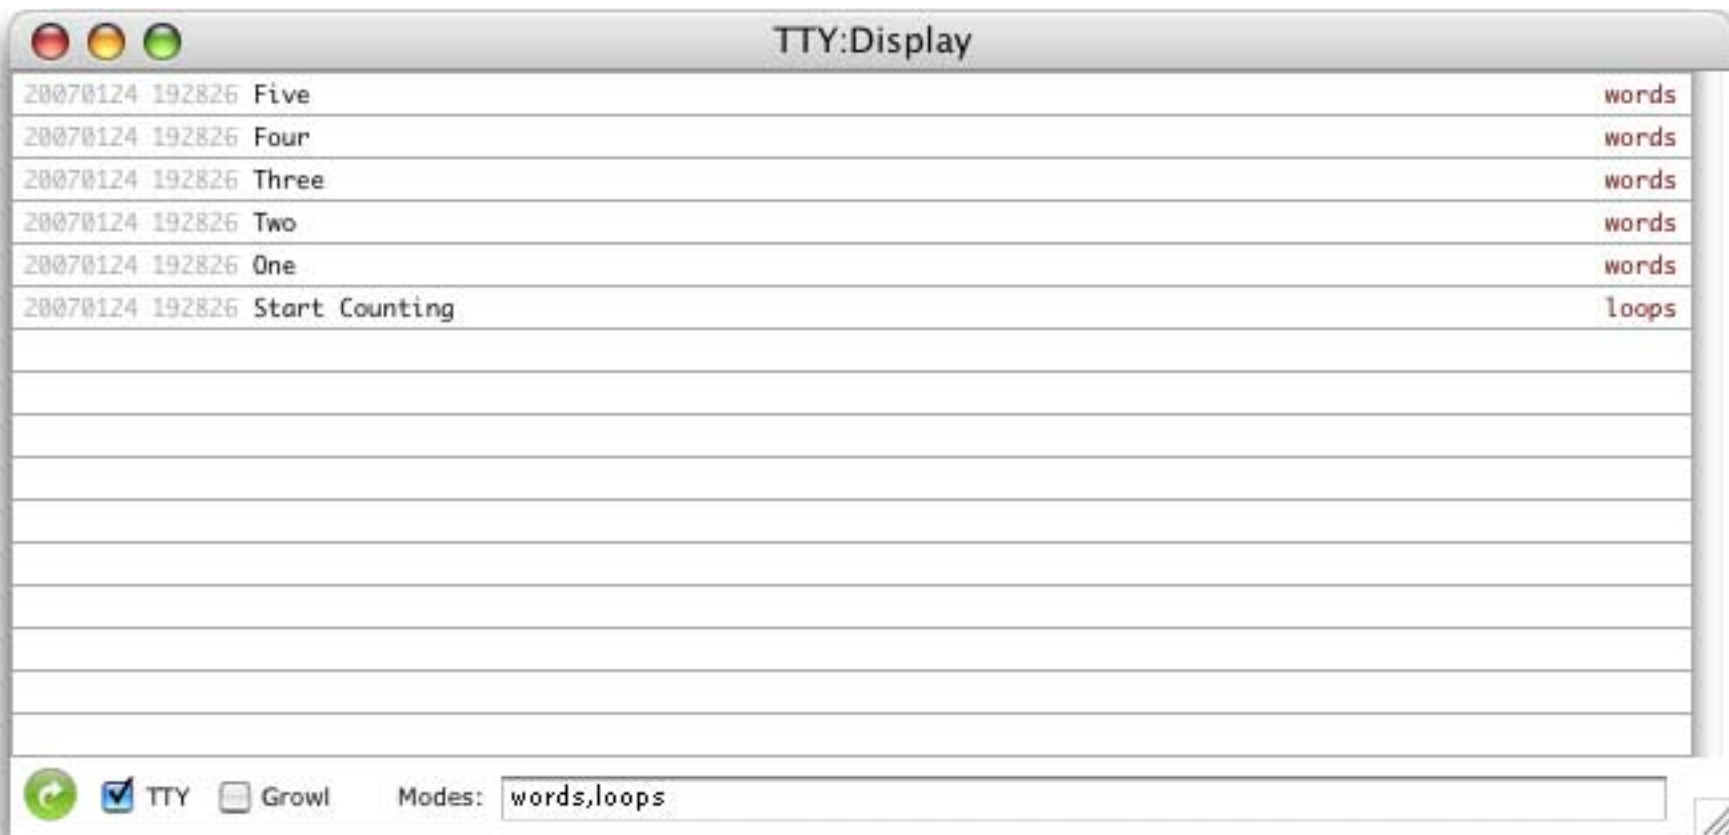 TTY:Display
20070124 192826 Five words
20070124 192826 Four words
20070124 192826 Three words
20070124 192826 Two words
20070124 192826 One words
20070124 192826 Start Counting loops
TTY Growl Modes: words,loops